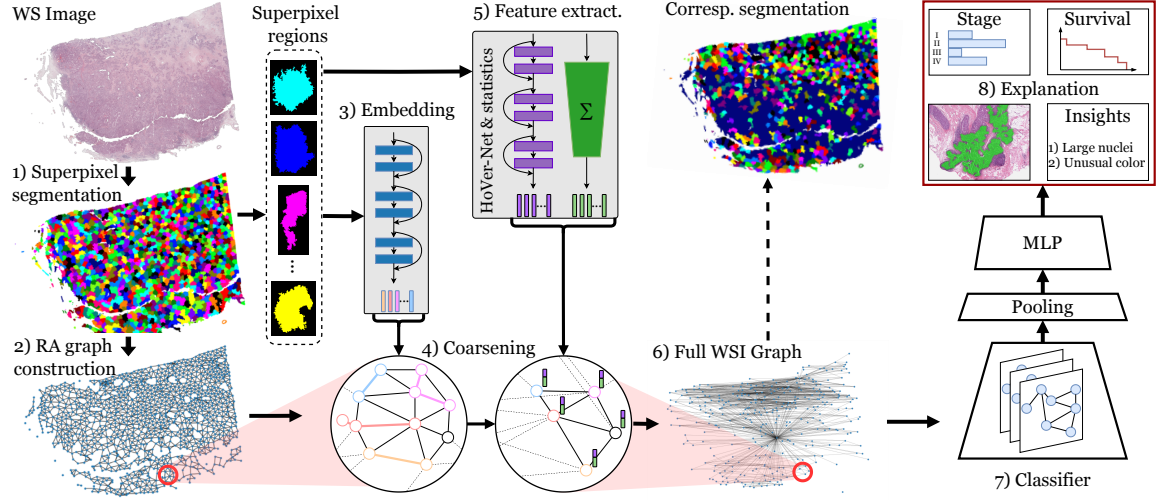 WS Image
Superpixel
regions
5) Feature extract.
Corresp. segmentation
Stage
I
II
III
IV
Survival
8) Explanation
Insights
1) Large nuclei
2) Unusual color
3) Embedding
HoVer-Net & statistics
Σ
1) Superpixel
segmentation
...
MLP
Pooling
2) RA graph
construction
4) Coarsening
6) Full WSI Graph
7) Classifier